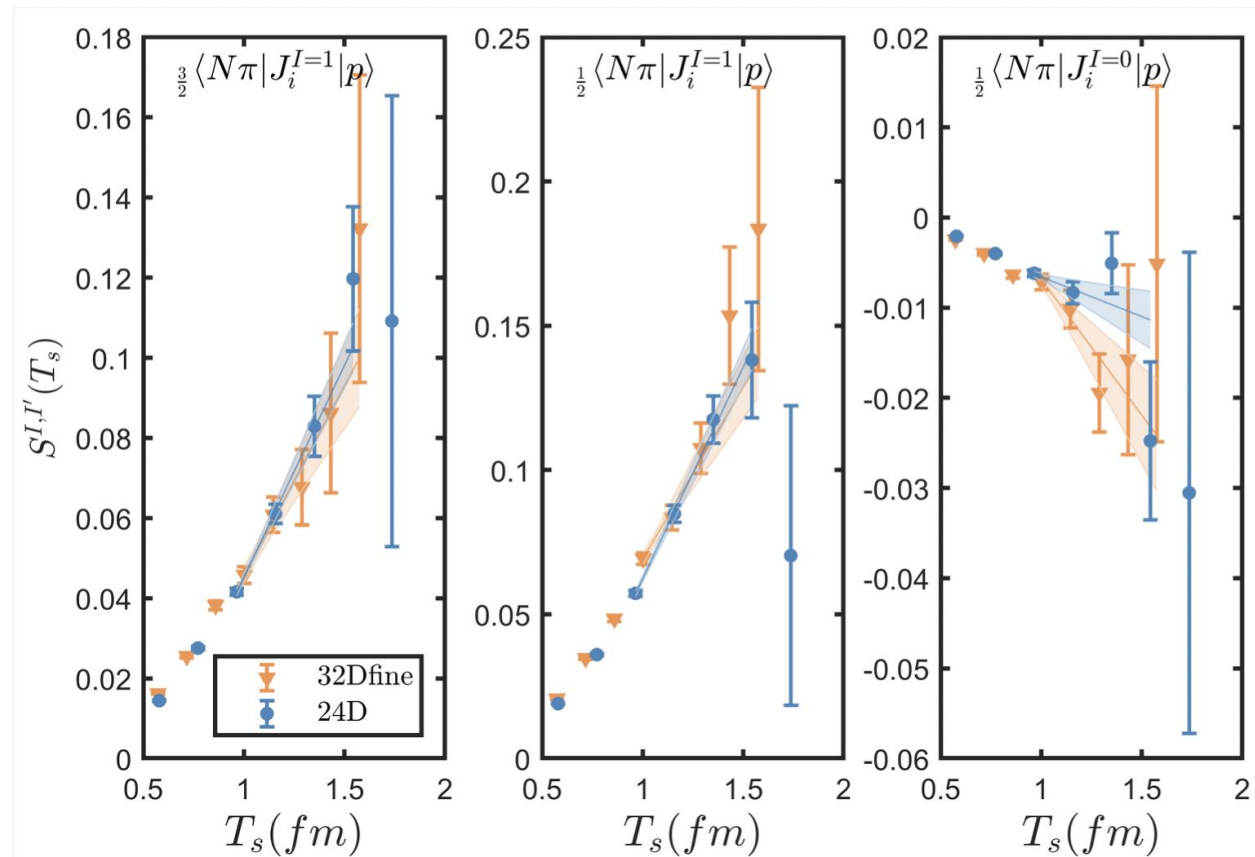 S^{I,I'}(T_s)
3/2⟨Nπ|J_i^{I=1}|p⟩
0.18
0.16
0.14
0.12
0.1
0.08
0.06
0.04
0.02
0
32Dfine
24D
0.5 1 1.5 2
T_s(fm)
1/2⟨Nπ|J_i^{I=1}|p⟩
0.25
0.2
0.15
0.1
0.05
0
0.5 1 1.5 2
T_s(fm)
1/2⟨Nπ|J_i^{I=0}|p⟩
0.02
0.01
0
-0.01
-0.02
-0.03
-0.04
-0.05
-0.06
0.5 1 1.5 2
T_s(fm)